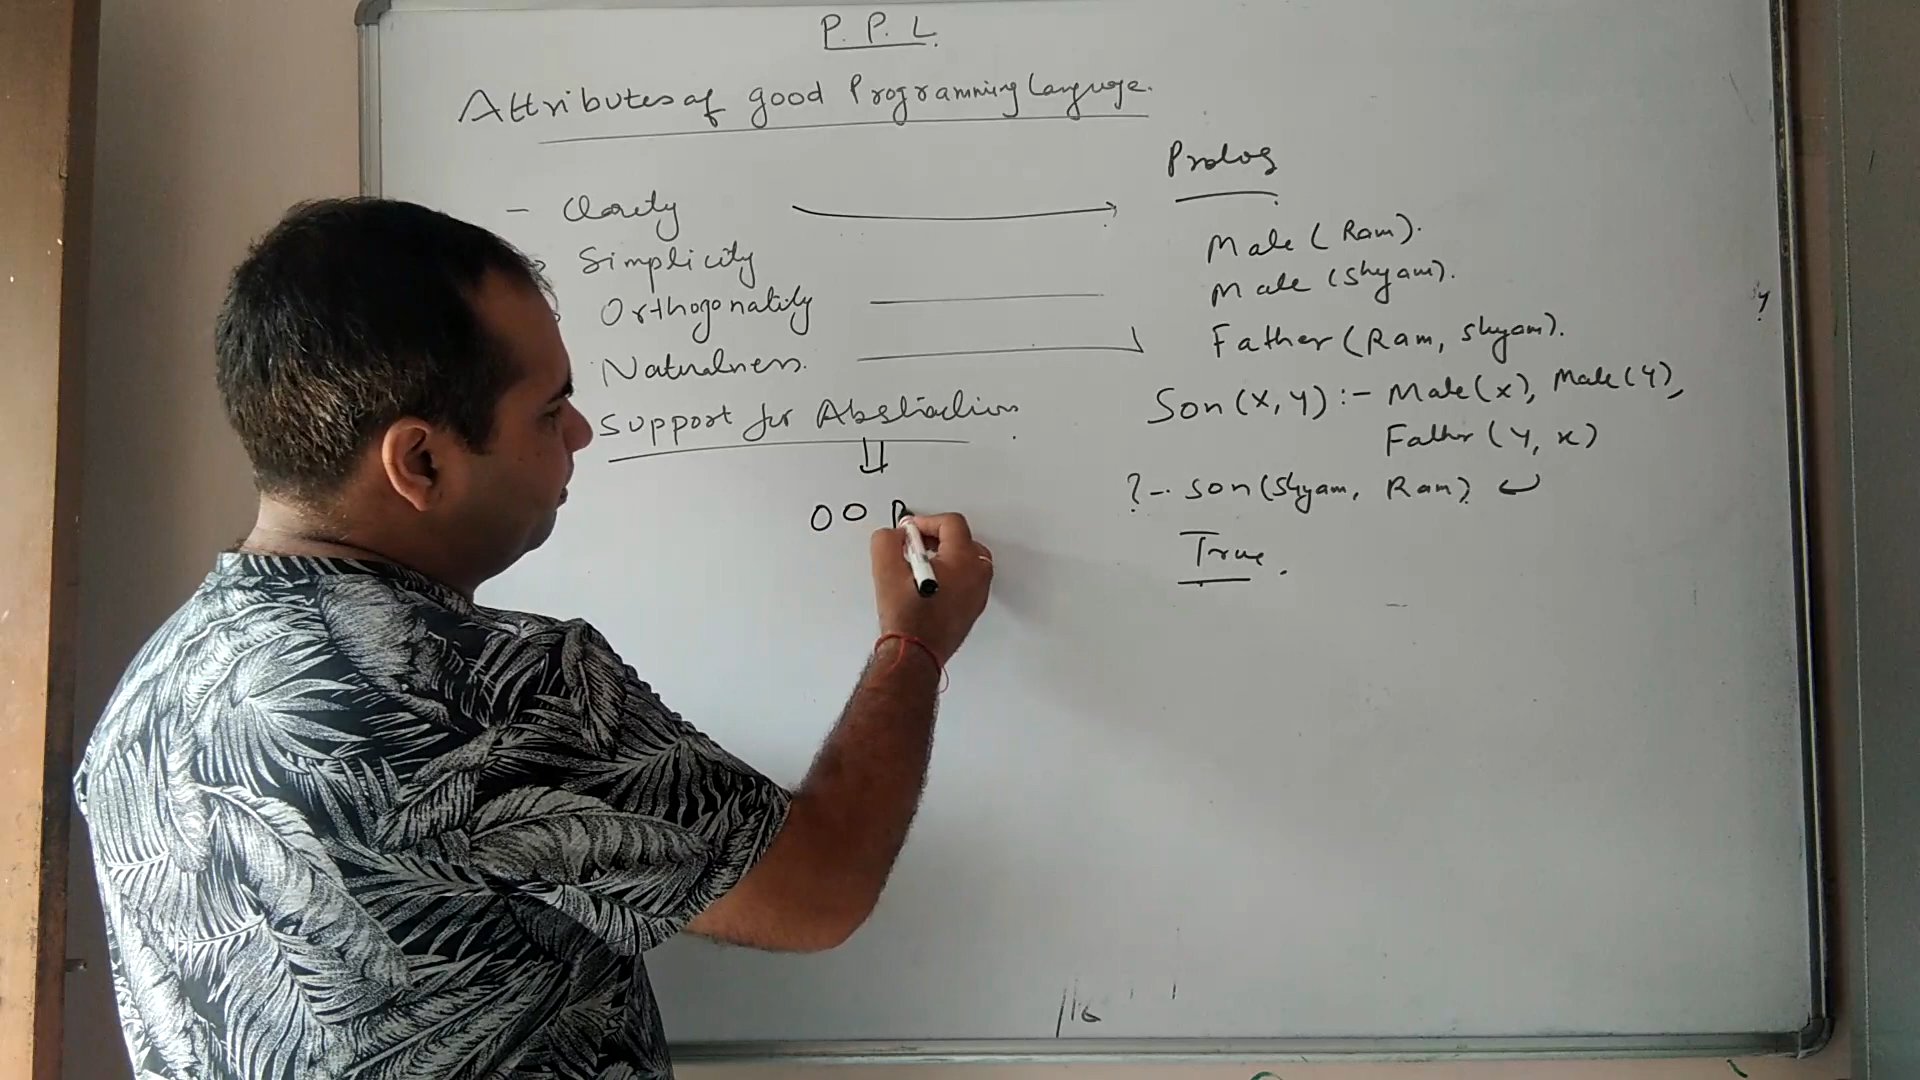 P. P. L.
Attributes of good Programming Language.
- Clarity
Simplicity
Orthogonality
Naturalness.
Support for Abstraction.
O O P
Prolog
Male (Ram).
Male (Shyam).
Father (Ram, Shyam).
Son (X, Y) :- Male (X), Male (Y),
Father (Y, X)
? - Son (Shyam, Ram)
True.